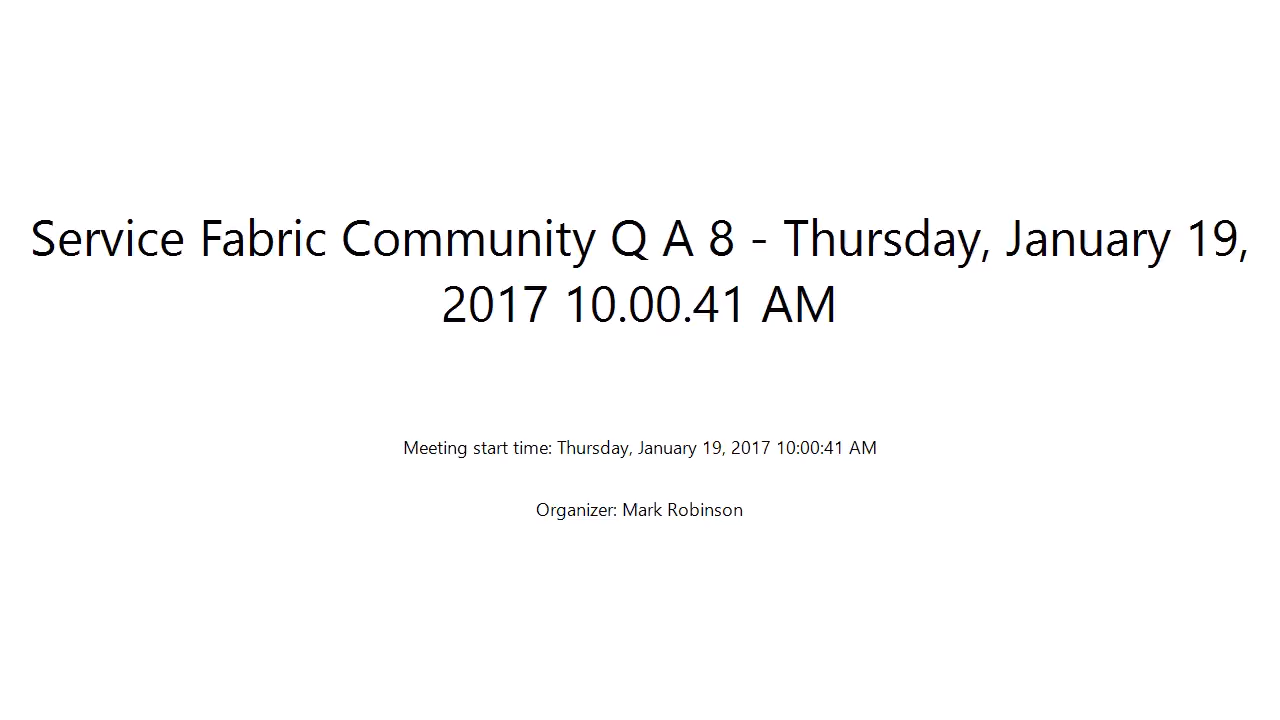 Service Fabric Community Q A 8 - Thursday, January 19,
2017 10.00.41 AM
Meeting start time: Thursday, January 19, 2017 10:00:41 AM
Organizer: Mark Robinson